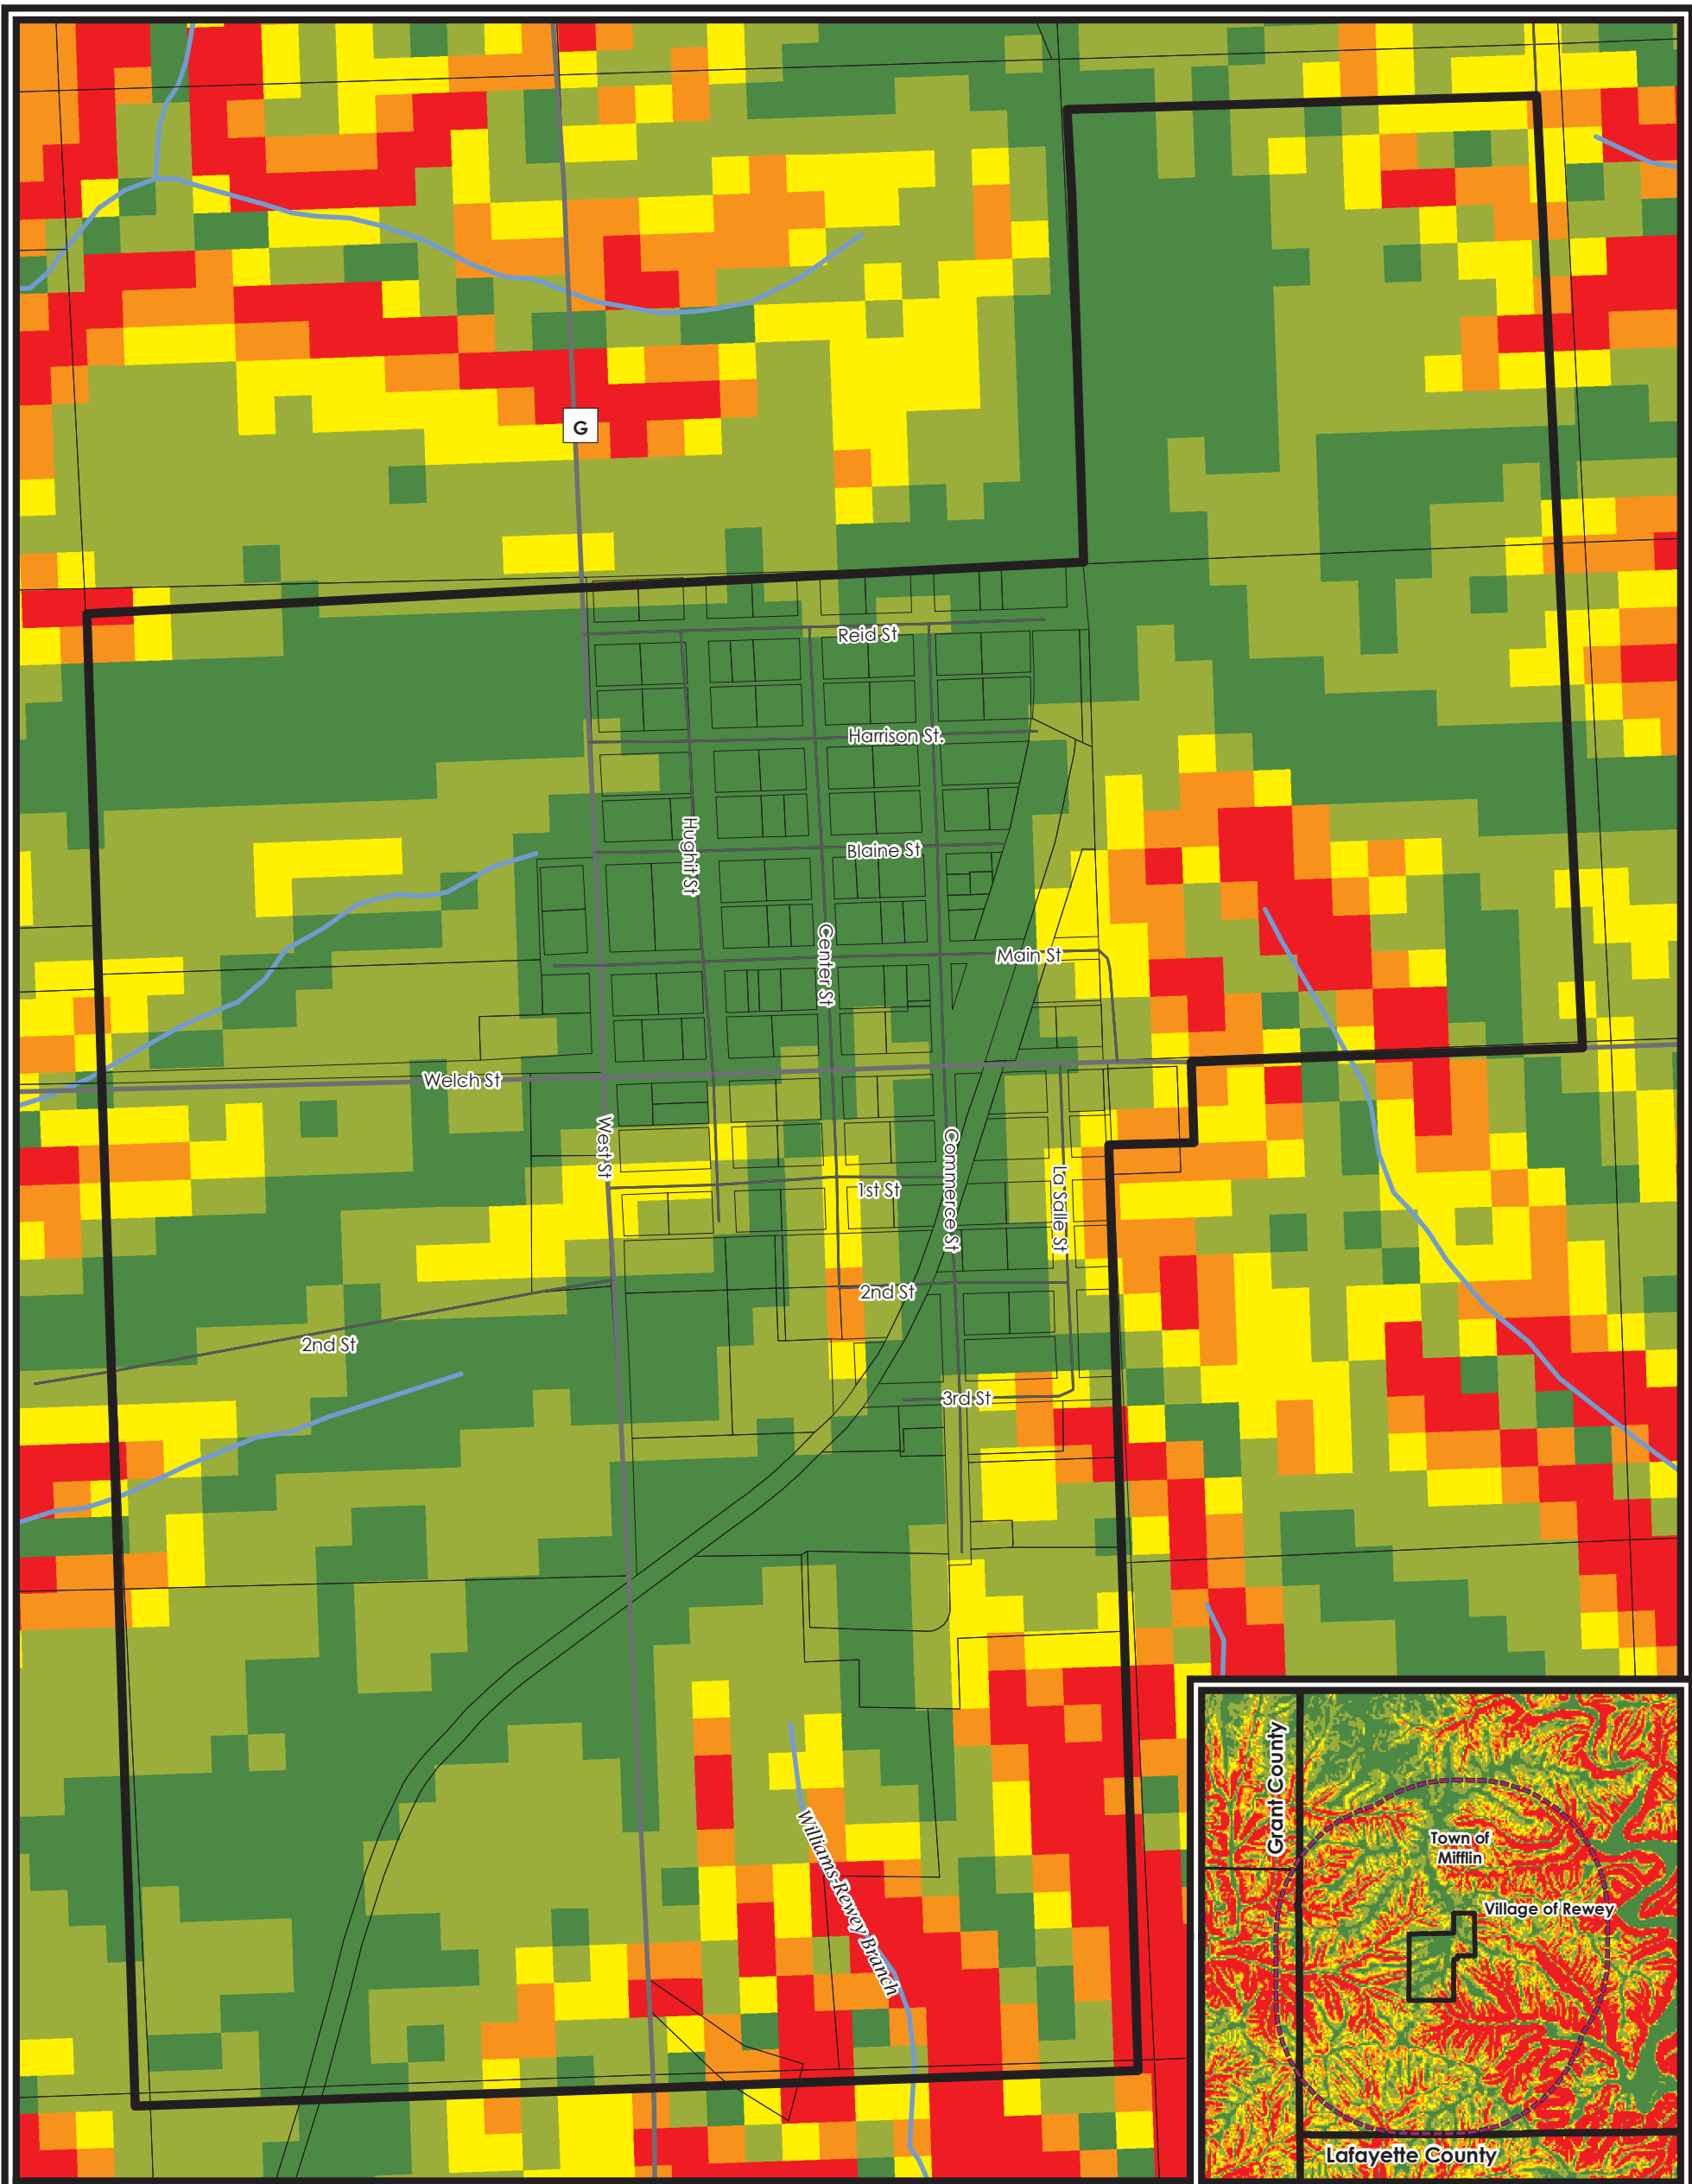 G
Reid St
Harrison St.
Hughit St
Blaine St
Center St
Main St
Welch St
West St
Commerce St
La Salle St
1st St
2nd St
2nd St
3rd St
Williams-Rewey Branch
Grant County
Town of
Mifflin
Village of Rewey
Lafayette County